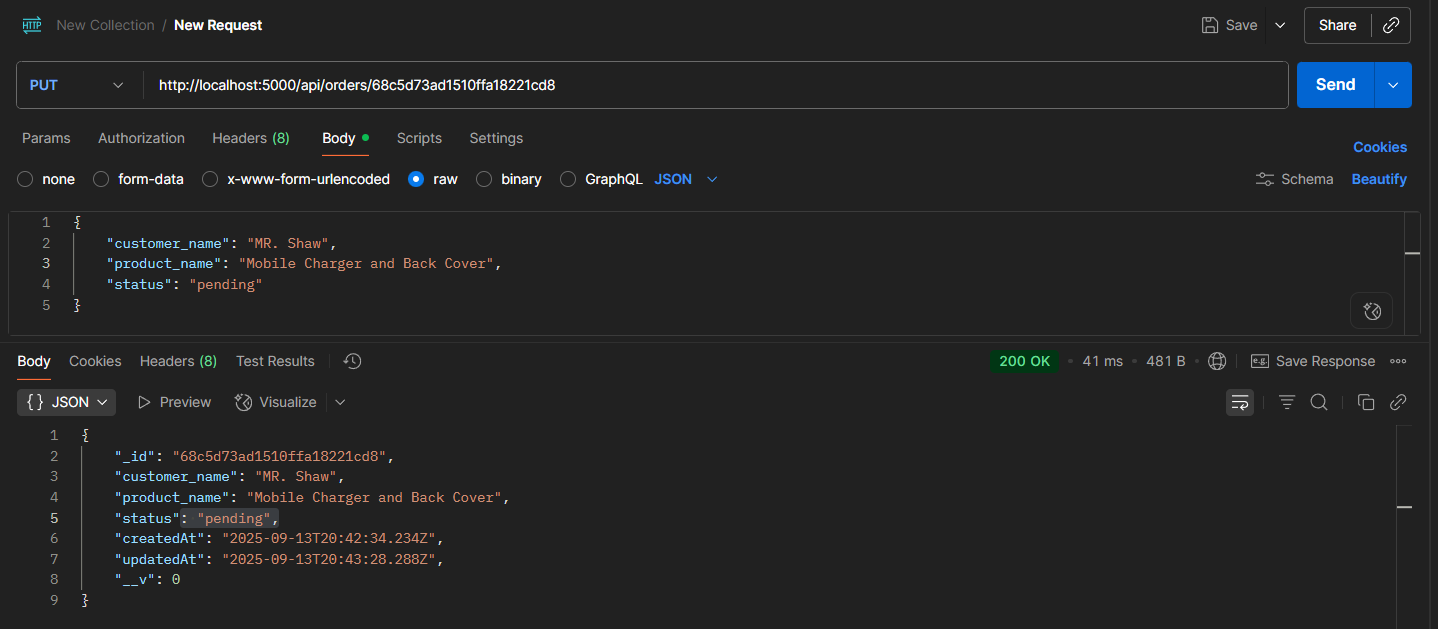 HTTP New Collection / New Request Save Share
PUT http://localhost:5000/api/orders/68c5d73ad1510ffa18221cd8 Send
Params Authorization Headers (8) Body Scripts Settings Cookies
none form-data x-www-form-urlencoded raw binary GraphQL JSON Schema Beautify
1 {
2 "customer_name": "MR. Shaw",
3 "product_name": "Mobile Charger and Back Cover",
4 "status": "pending"
5 }
Body Cookies Headers (8) Test Results 200 OK • 41 ms • 481 B • e.g. Save Response
{} JSON Preview Visualize
1 {
2 "_id": "68c5d73ad1510ffa18221cd8",
3 "customer_name": "MR. Shaw",
4 "product_name": "Mobile Charger and Back Cover",
5 "status": "pending",
6 "createdAt": "2025-09-13T20:42:34.234Z",
7 "updatedAt": "2025-09-13T20:43:28.288Z",
8 "__v": 0
9 }